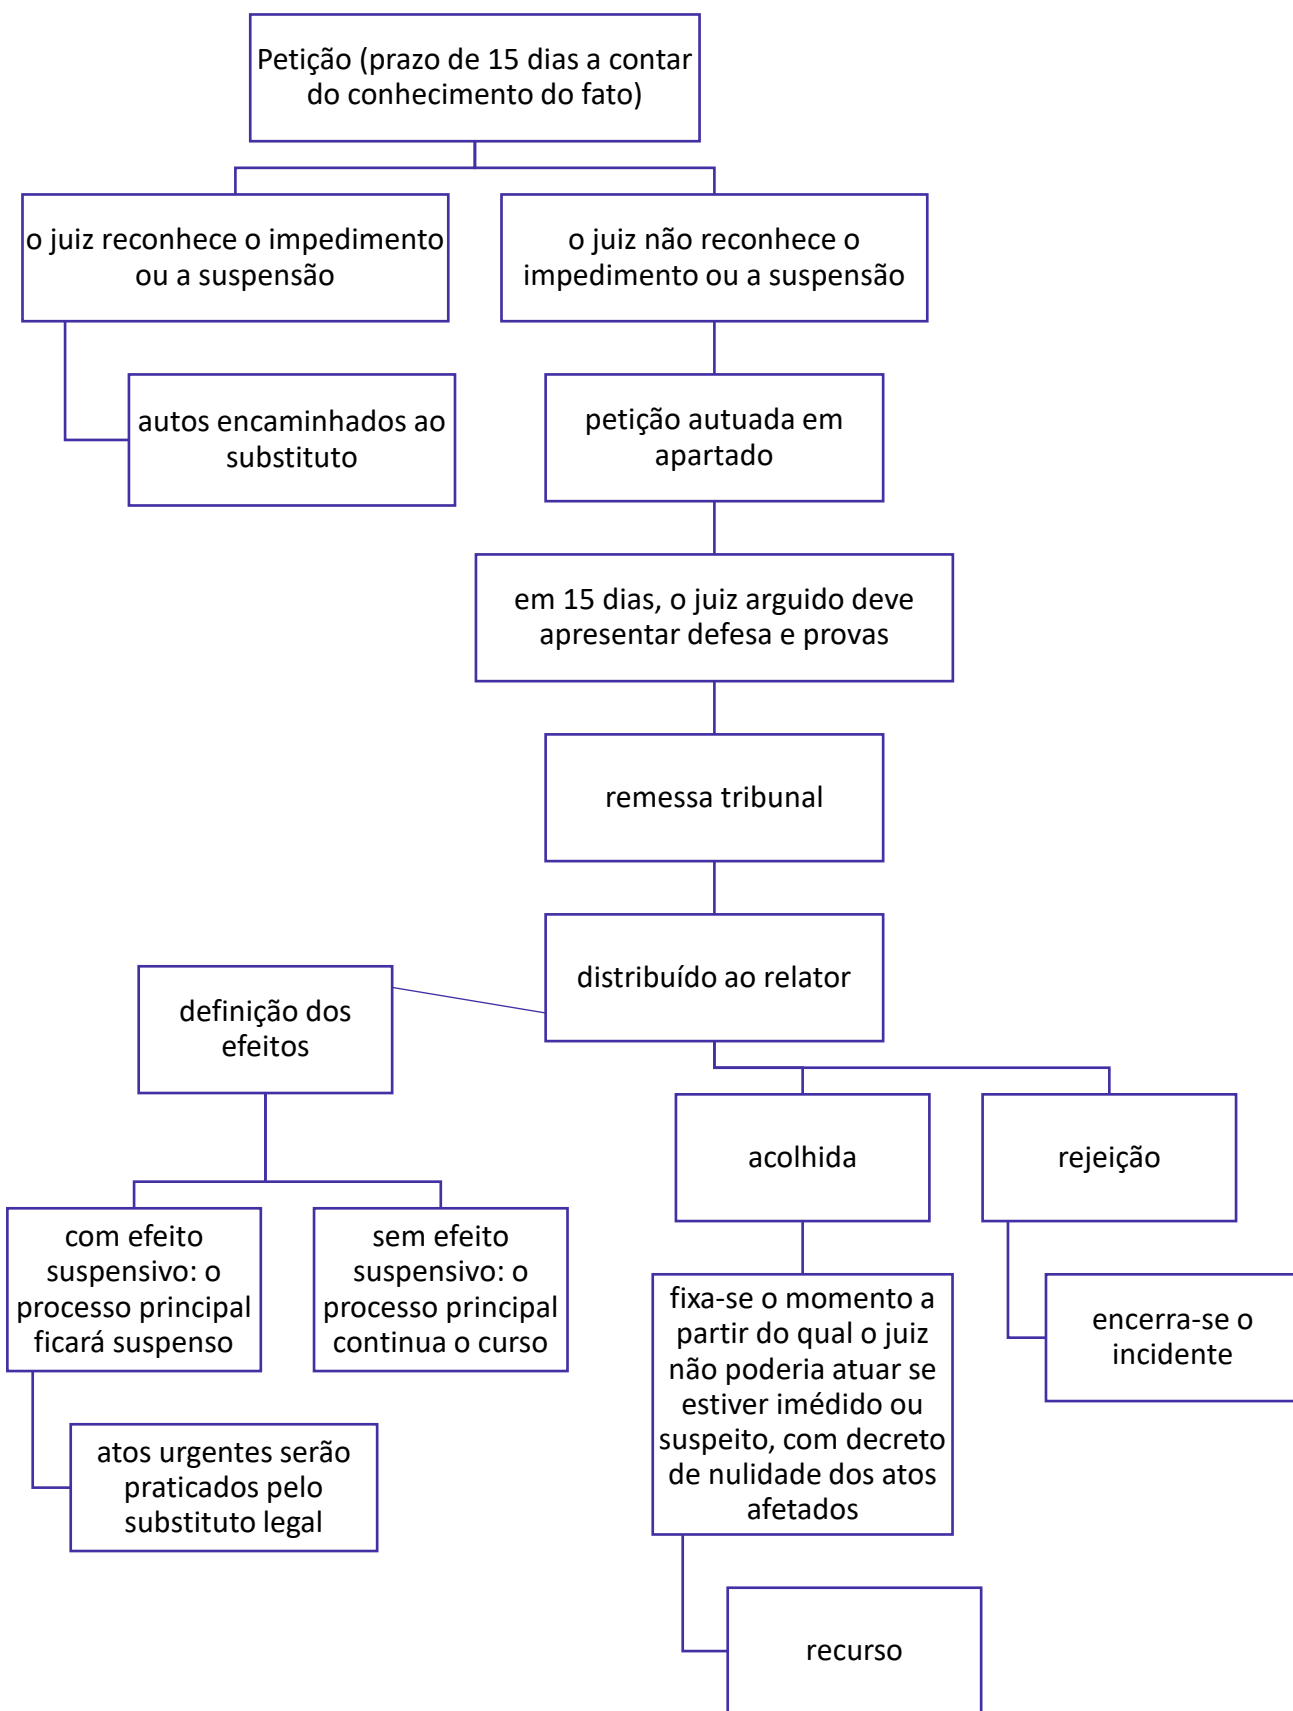 Petição (prazo de 15 dias a contar
do conhecimento do fato)
o juiz reconhece o impedimento
ou a suspensão
o juiz não reconhece o
impedimento ou a suspensão
autos encaminhados ao
substituto
petição autuada em
apartado
em 15 dias, o juiz arguido deve
apresentar defesa e provas
remessa tribunal
distribuído ao relator
definição dos
efeitos
acolhida
rejeição
com efeito
suspensivo: o
processo principal
ficará suspenso
sem efeito
suspensivo: o
processo principal
continua o curso
fixa-se o momento a
partir do qual o juiz
não poderia atuar se
estiver imédido ou
suspeito, com decreto
de nulidade dos atos
afetados
encerra-se o
incidente
atos urgentes serão
praticados pelo
substituto legal
recurso